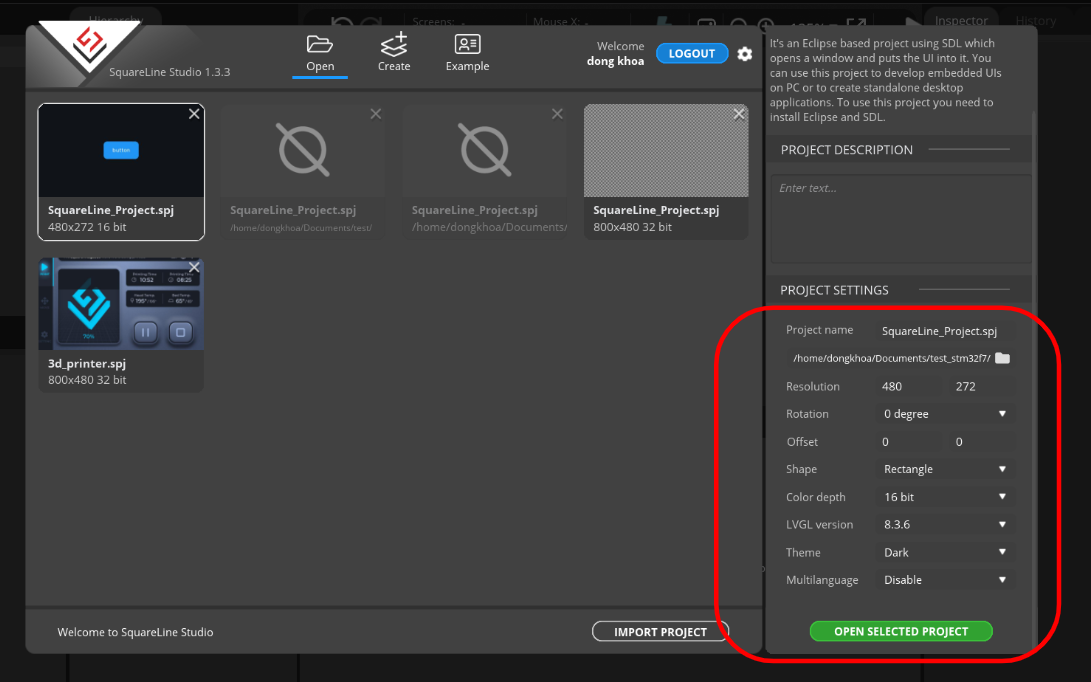 Hierarchy
Screens:
Mouse X:
Inspector
History
SquareLine Studio 1.3.3
Open
Create
Example
Welcome
dong khoa
LOGOUT
button
SquareLine_Project.spj
480x272 16 bit
SquareLine_Project.spj
/home/dongkhoa/Documents/test/
SquareLine_Project.spj
/home/dongkhoa/Documents/
SquareLine_Project.spj
800x480 32 bit
10:52
08:25
195°
65°
70%
3d_printer.spj
800x480 32 bit
Welcome to SquareLine Studio
IMPORT PROJECT
It's an Eclipse based project using SDL which
opens a window and puts the UI into it. You
can use this project to develop embedded UIs
on PC or to create standalone desktop
applications. To use this project you need to
install Eclipse and SDL.
PROJECT DESCRIPTION
Enter text...
PROJECT SETTINGS
Project name SquareLine_Project.spj
/home/dongkhoa/Documents/test_stm32f7/
Resolution 480 272
Rotation 0 degree
Offset 0 0
Shape Rectangle
Color depth 16 bit
LVGL version 8.3.6
Theme Dark
Multilanguage Disable
OPEN SELECTED PROJECT